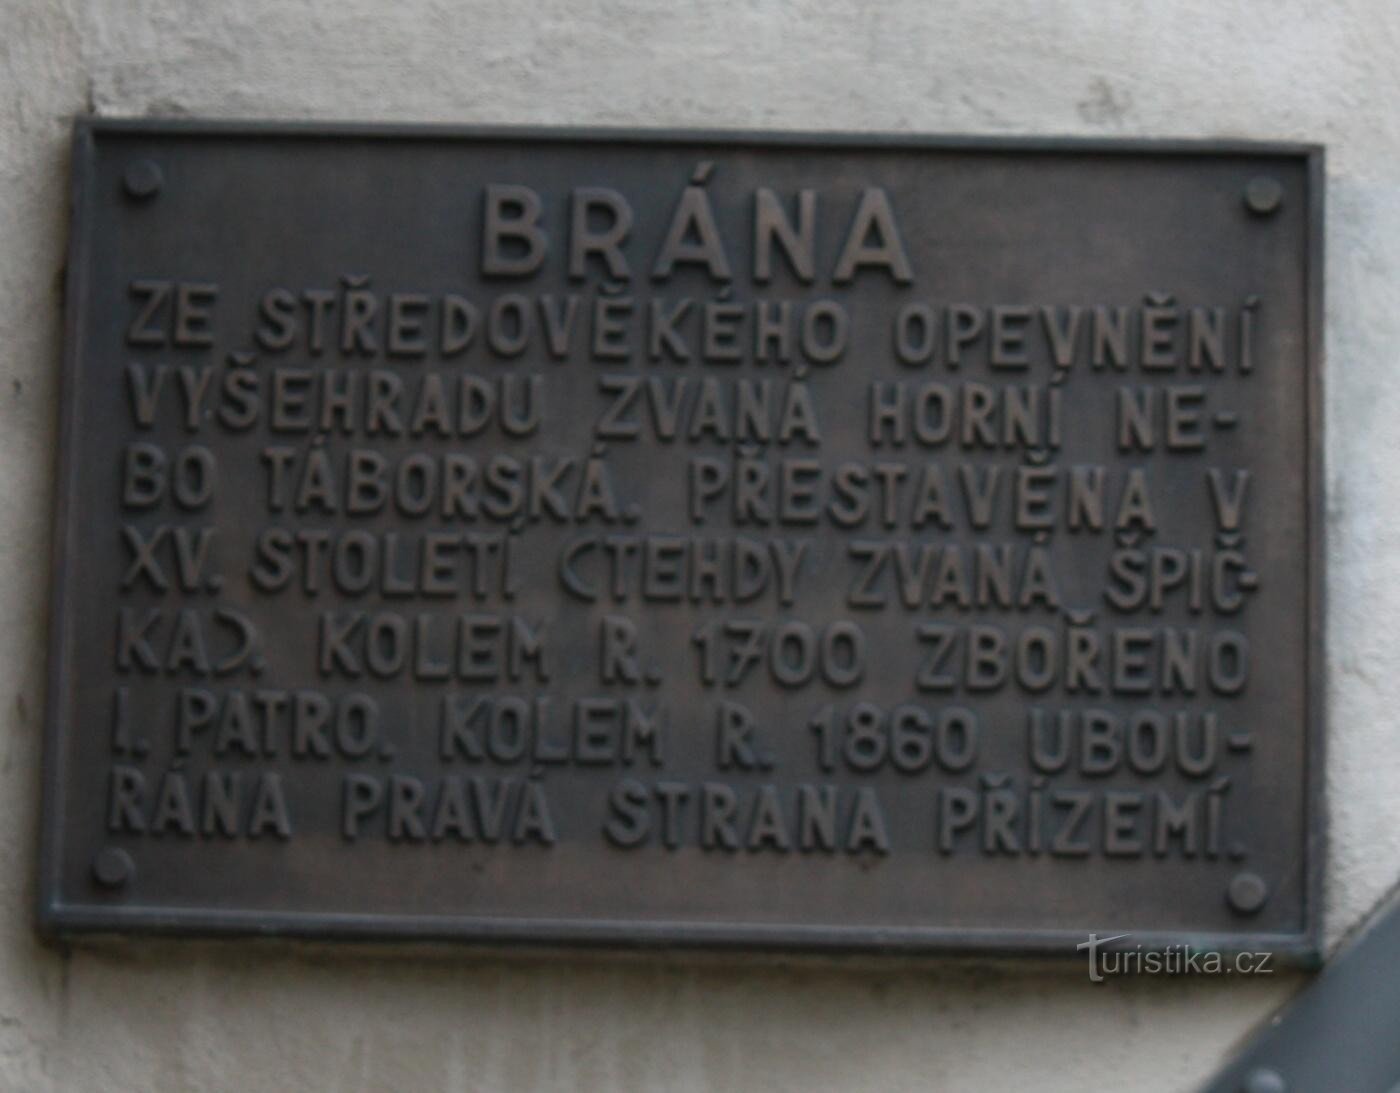 BRÁNA
ZE STŘEDOVĚKÉHO OPEVNĚNÍ
VYŠEHRADU ZVANÁ HORNÍ NE-
BO TÁBORSKÁ. PŘESTAVĚNA V
XV. STOLETÍ (TEHDY ZVANÁ ŠPIČ-
KA). KOLEM R. 1700 ZBOŘENO
I. PATRO. KOLEM R. 1860 UBOU-
RÁNA PRAVÁ STRANA PŘÍZEMÍ.
Turistika.cz